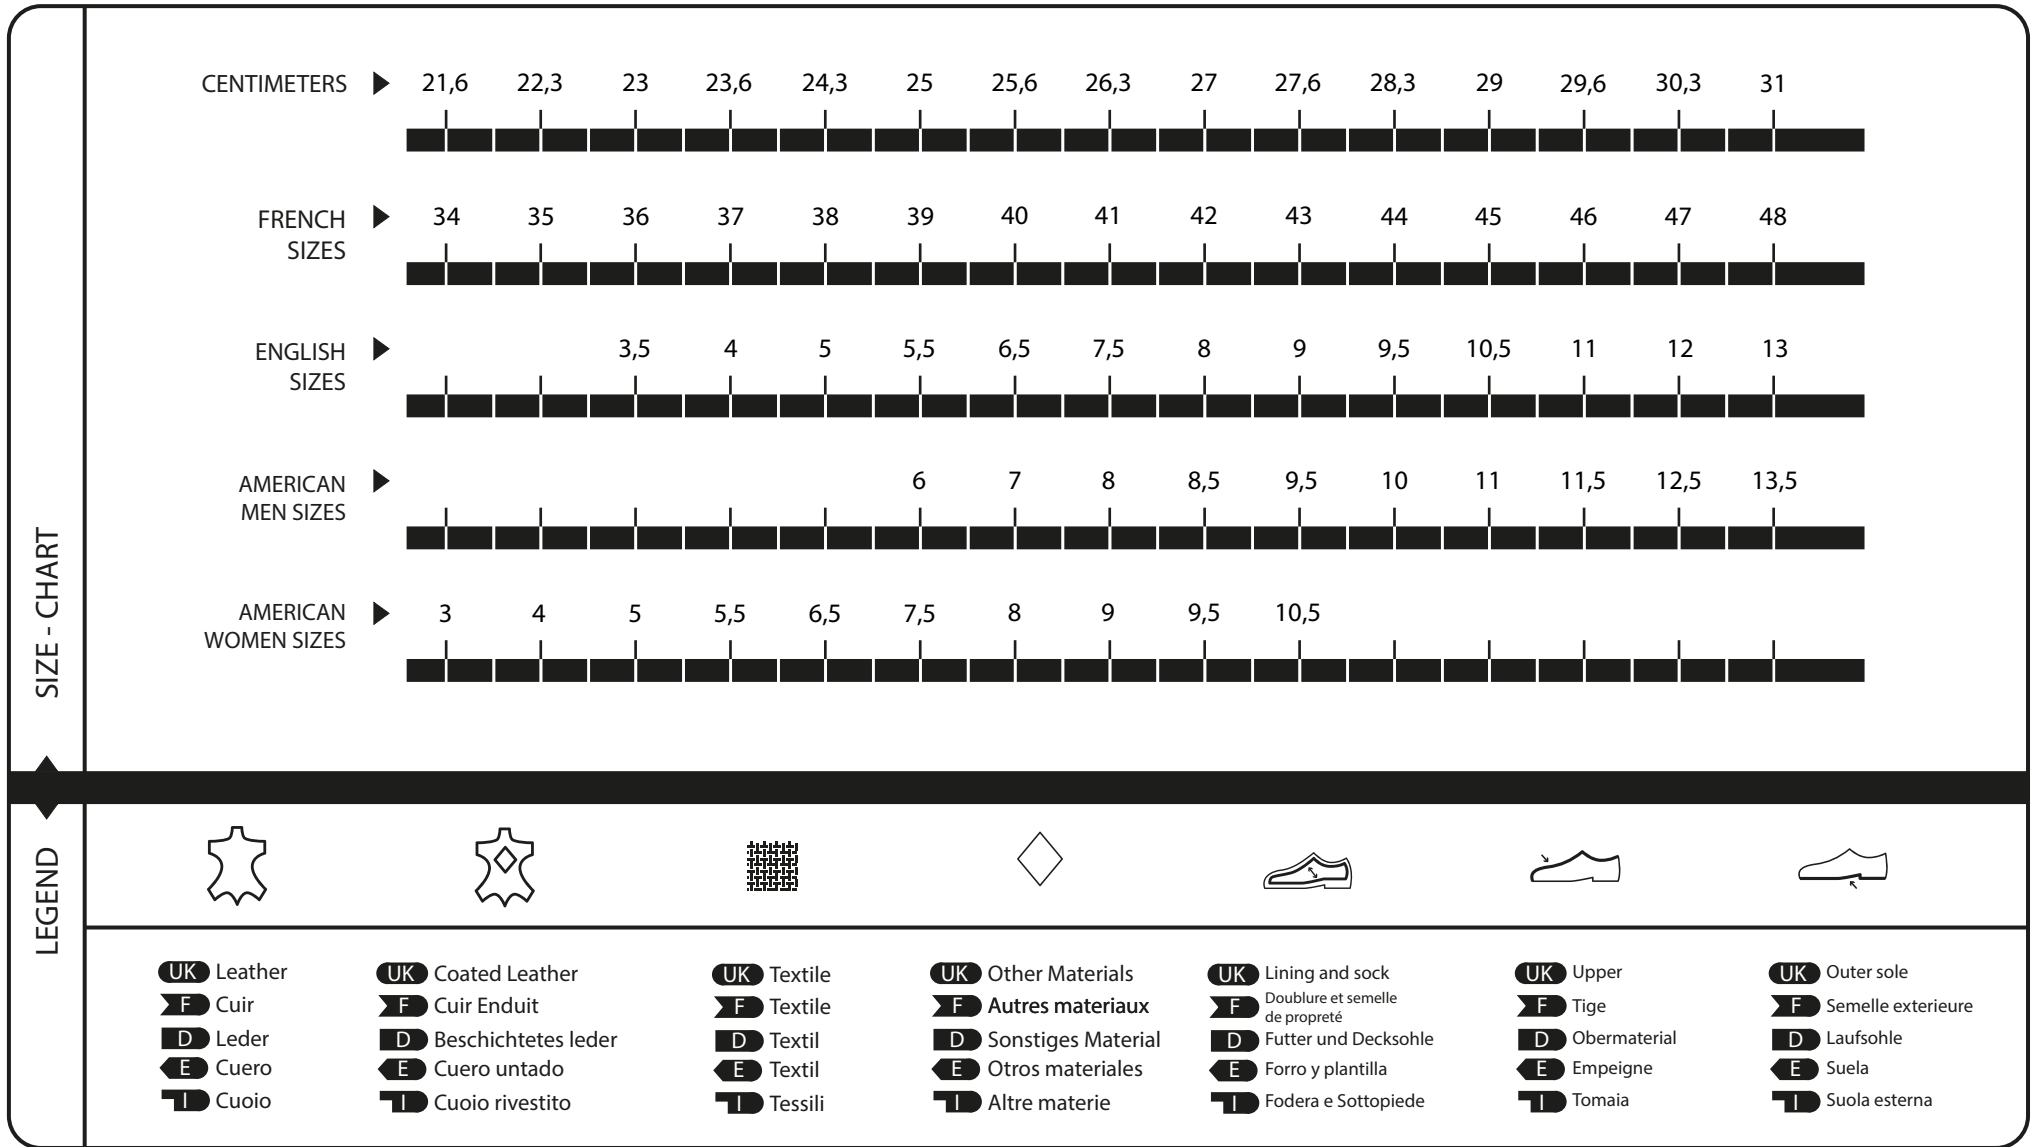 SIZE - CHART
CENTIMETERS 21,6 22,3 23 23,6 24,3 25 25,6 26,3 27 27,6 28,3 29 29,6 30,3 31
FRENCH SIZES 34 35 36 37 38 39 40 41 42 43 44 45 46 47 48
ENGLISH SIZES 3,5 4 5 5,5 6,5 7,5 8 9 9,5 10,5 11 12 13
AMERICAN MEN SIZES 6 7 8 8,5 9,5 10 11 11,5 12,5 13,5
AMERICAN WOMEN SIZES 3 4 5 5,5 6,5 7,5 8 9 9,5 10,5
LEGEND
UK Leather
F Cuir
D Leder
E Cuero
I Cuoio
UK Coated Leather
F Cuir Enduit
D Beschichtetes leder
E Cuero untado
I Cuoio rivestito
UK Textile
F Textile
D Textil
E Textil
I Tessili
UK Other Materials
F Autres materiaux
D Sonstiges Material
E Otros materiales
I Altre materie
UK Lining and sock
F Doublure et semelle
de propreté
D Futter und Decksohle
E Forro y plantilla
I Fodera e Sottopiede
UK Upper
F Tige
D Obermaterial
E Empeigne
I Tomaia
UK Outer sole
F Semelle exterieure
D Laufsohle
E Suela
I Suola esterna